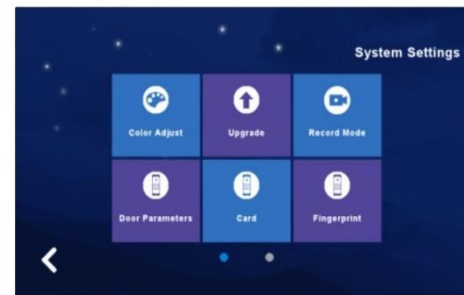 System Settings
Color Adjust
Upgrade
Record Mode
Door Parameters
Card
Fingerprint